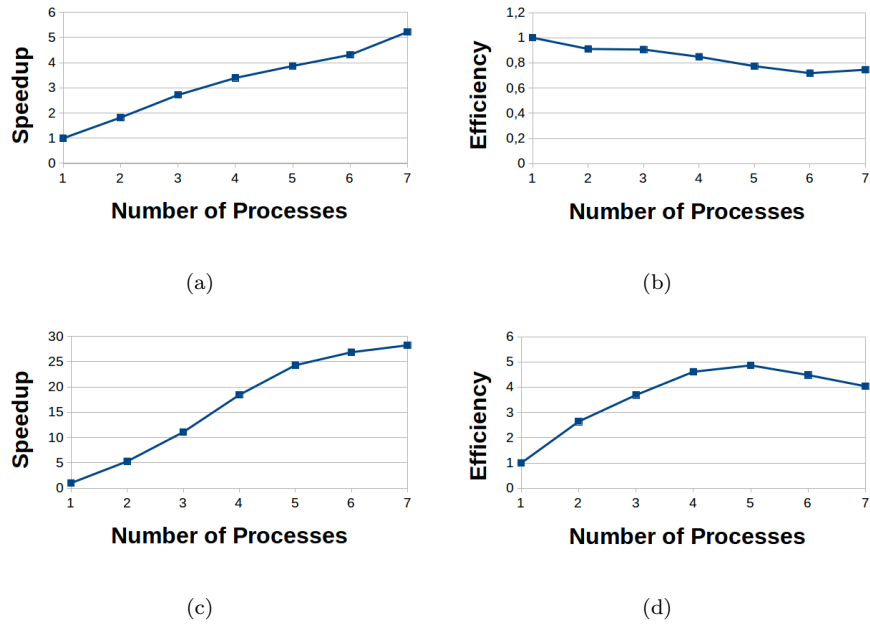 Speedup
6
5
4
3
2
1
0
1 2 3 4 5 6 7
Number of Processes
(a)
Efficiency
1,2
1
0,8
0,6
0,4
0,2
0
1 2 3 4 5 6 7
Number of Processes
(b)
Speedup
30
25
20
15
10
5
0
1 2 3 4 5 6 7
Number of Processes
(c)
Efficiency
6
5
4
3
2
1
0
1 2 3 4 5 6 7
Number of Processes
(d)